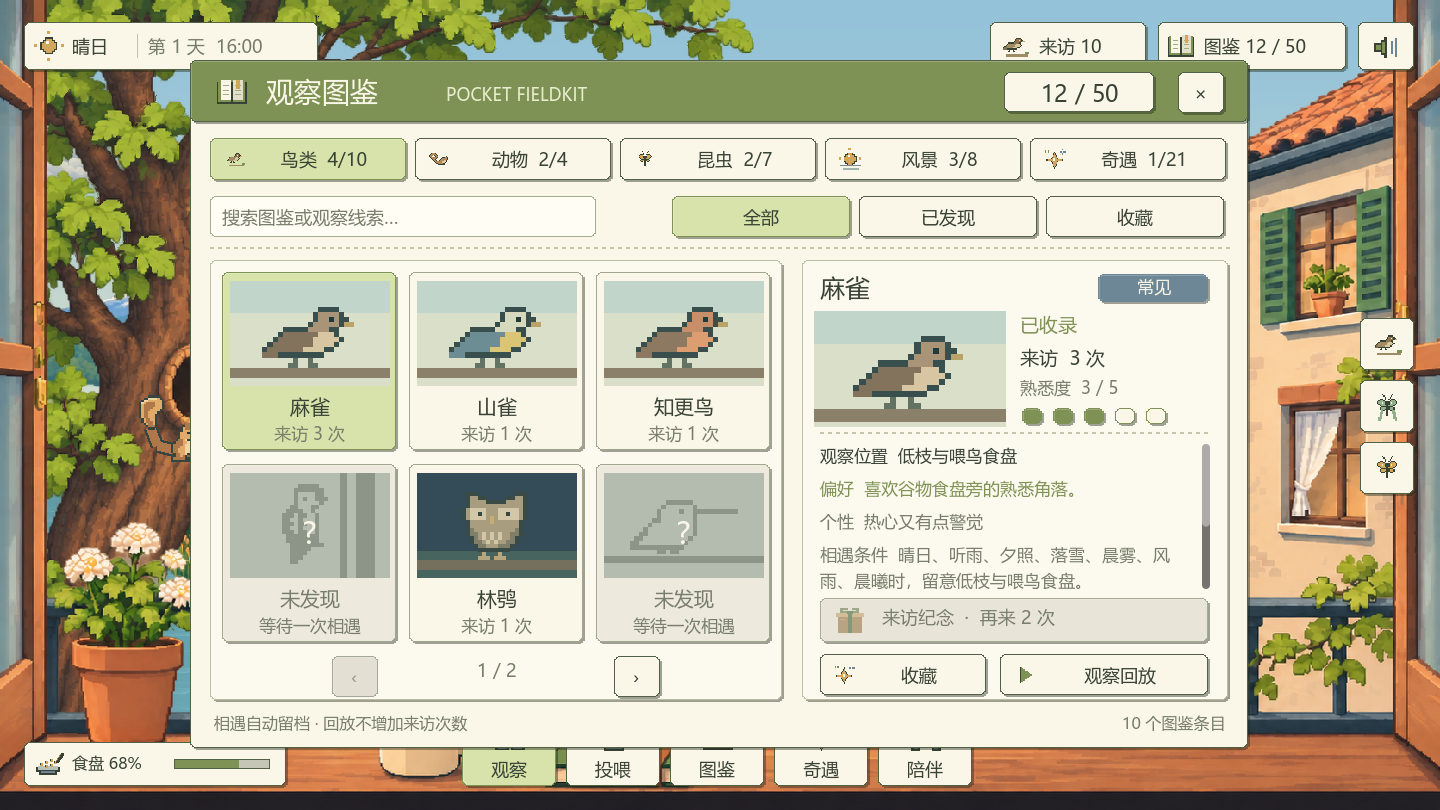 晴日 第 1 天 16:00
来访 10
图鉴 12 / 50
观察图鉴 POCKET FIELDKIT
12 / 50
×
鸟类 4/10
动物 2/4
昆虫 2/7
风景 3/8
奇遇 1/21
搜索图鉴或观察线索...
全部
已发现
收藏
麻雀
来访 3 次
山雀
来访 1 次
知更鸟
来访 1 次
?
未发现
等待一次相遇
林鸮
来访 1 次
?
未发现
等待一次相遇
‹
1 / 2
›
麻雀
常见
已收录
来访 3 次
熟悉度 3 / 5
观察位置 低枝与喂鸟食盘
偏好 喜欢谷物食盘旁的熟悉角落。
个性 热心又有点警觉
相遇条件 晴日、听雨、夕照、落雪、晨雾、风
雨、晨曦时，留意低枝与喂鸟食盘。
来访纪念 · 再来 2 次
收藏
观察回放
相遇自动留档 · 回放不增加来访次数
10 个图鉴条目
食盘 68%
观察
投喂
图鉴
奇遇
陪伴